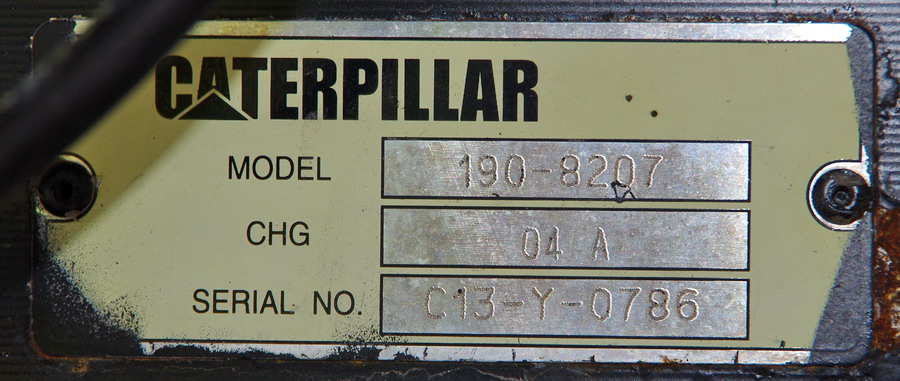 CATERPILLAR
MODEL 190-8207
CHG 04 A
SERIAL NO. C13-Y-0786